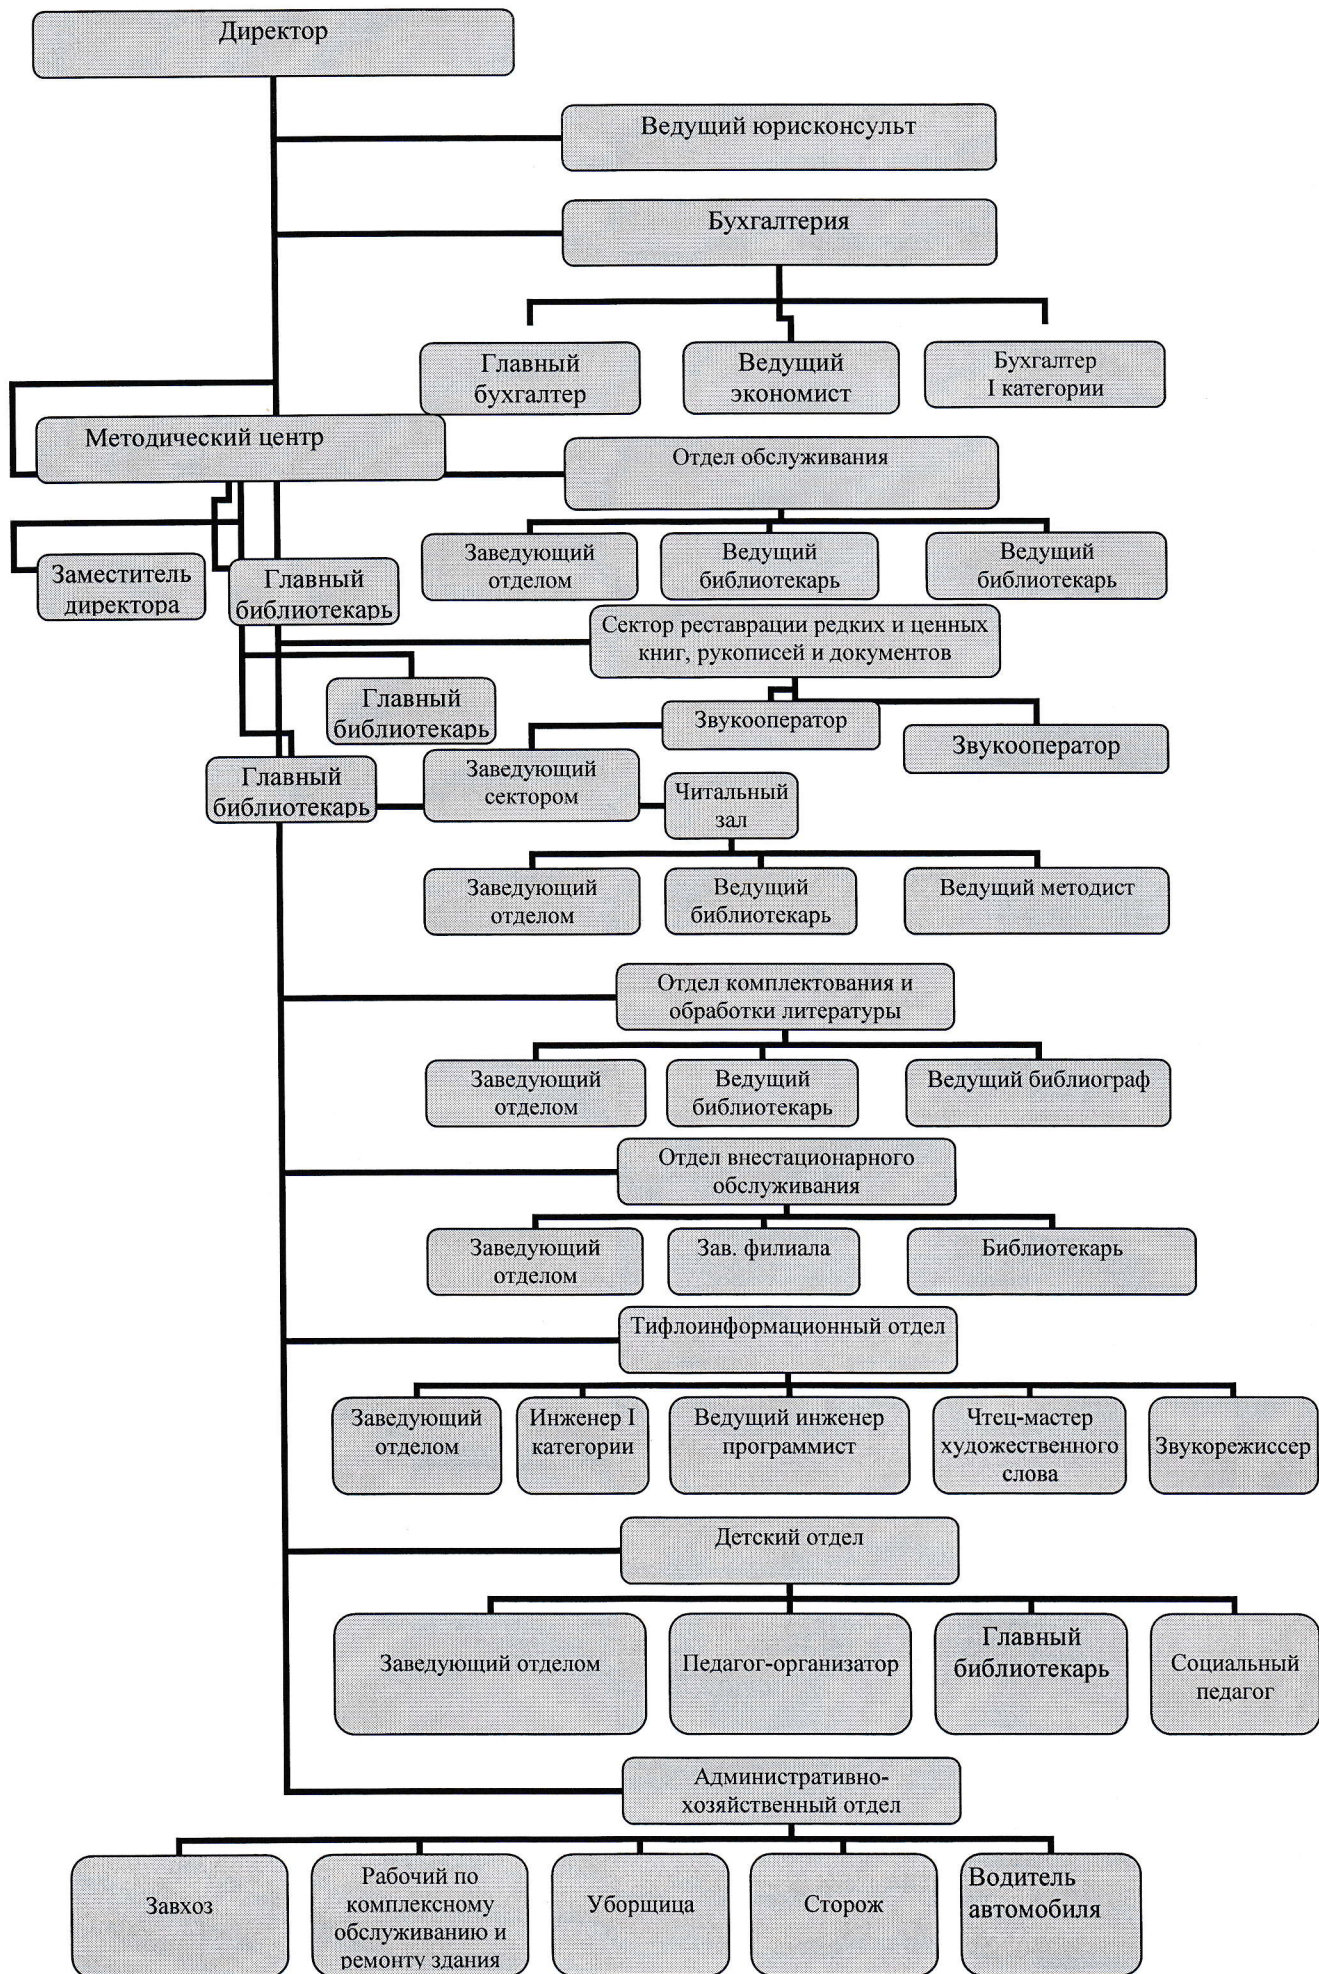 Директор
Ведущий юрисконсульт
Бухгалтерия
Главный
бухгалтер
Ведущий
экономист
Бухгалтер
I категории
Методический центр
Отдел обслуживания
Заместитель
директора
Главный
библиотекарь
Заведующий
отделом
Ведущий
библиотекарь
Ведущий
библиотекарь
Сектор реставрации редких и ценных
книг, рукописей и документов
Главный
библиотекарь
Звукооператор
Звукооператор
Главный
библиотекарь
Заведующий
сектором
Читальный
зал
Заведующий
отделом
Ведущий
библиотекарь
Ведущий методист
Отдел комплектования и
обработки литературы
Заведующий
отделом
Ведущий
библиотекарь
Ведущий библиограф
Отдел внестационарного
обслуживания
Заведующий
отделом
Зав. филиала
Библиотекарь
Тифлоинформационный отдел
Заведующий
отделом
Инженер I
категории
Ведущий инженер
программист
Чтец-мастер
художественного
слова
Звукорежиссер
Детский отдел
Заведующий отделом
Педагог-организатор
Главный
библиотекарь
Социальный
педагог
Административно-
хозяйственный отдел
Завхоз
Рабочий по
комплексному
обслуживанию и
ремонту здания
Уборщица
Сторож
Водитель
автомобиля